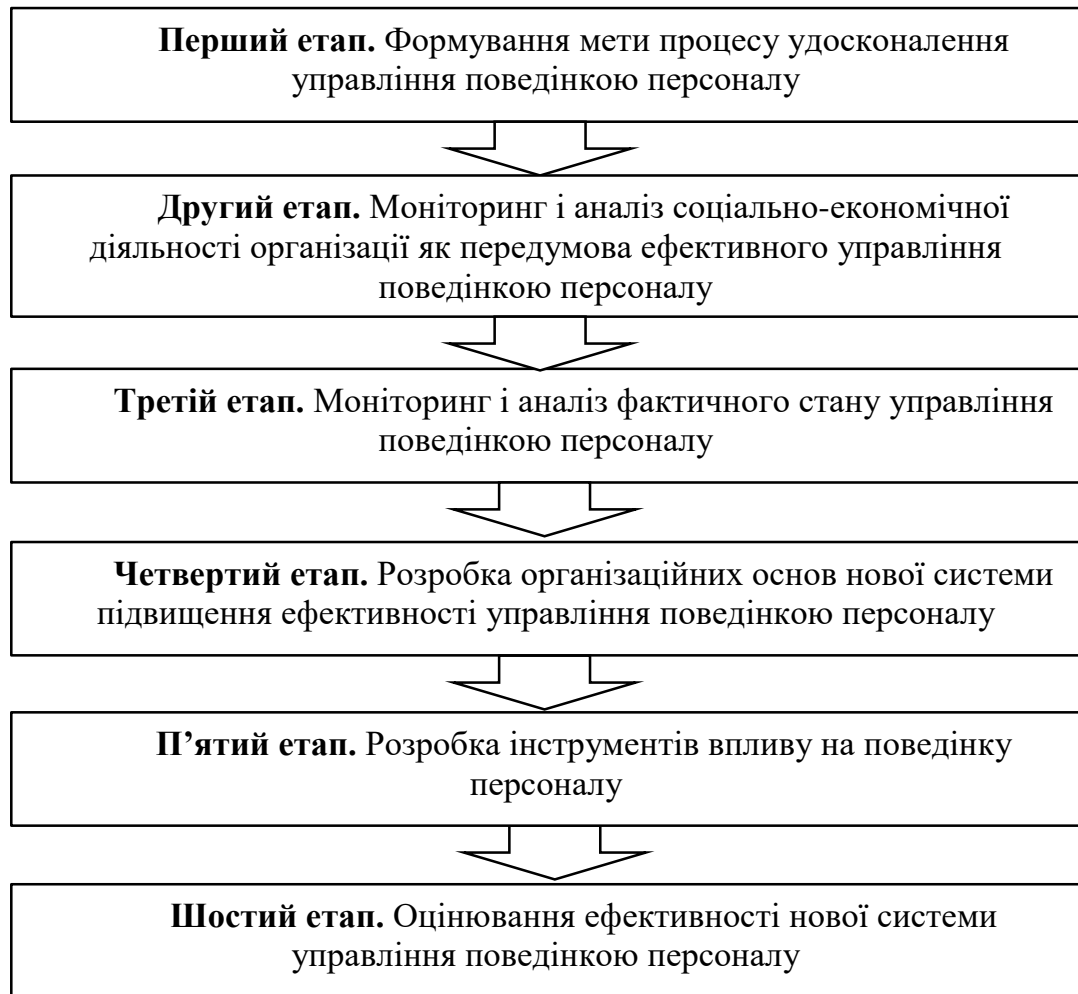 Перший етап. Формування мети процесу удосконалення
управління поведінкою персоналу
Другий етап. Моніторинг і аналіз соціально-економічної
діяльності організації як передумова ефективного управління
поведінкою персоналу
Третій етап. Моніторинг і аналіз фактичного стану управління
поведінкою персоналу
Четвертий етап. Розробка організаційних основ нової системи
підвищення ефективності управління поведінкою персоналу
П’ятий етап. Розробка інструментів впливу на поведінку
персоналу
Шостий етап. Оцінювання ефективності нової системи
управління поведінкою персоналу